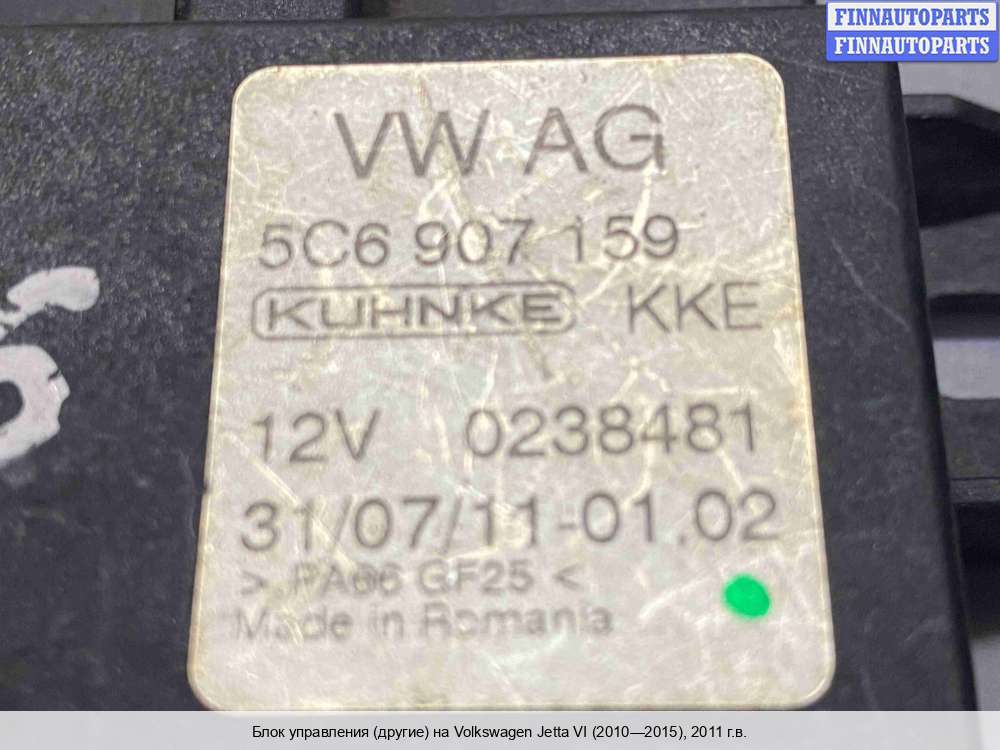 FINNAUTOPARTS
FINNAUTOPARTS
VW AG
5C6 907 159
KUHNKE KKE
12V 0238481
31/07/11-01.02
> PA66 GF25 <
Made in Romania
Блок управления (другие) на Volkswagen Jetta VI (2010—2015), 2011 г.в.